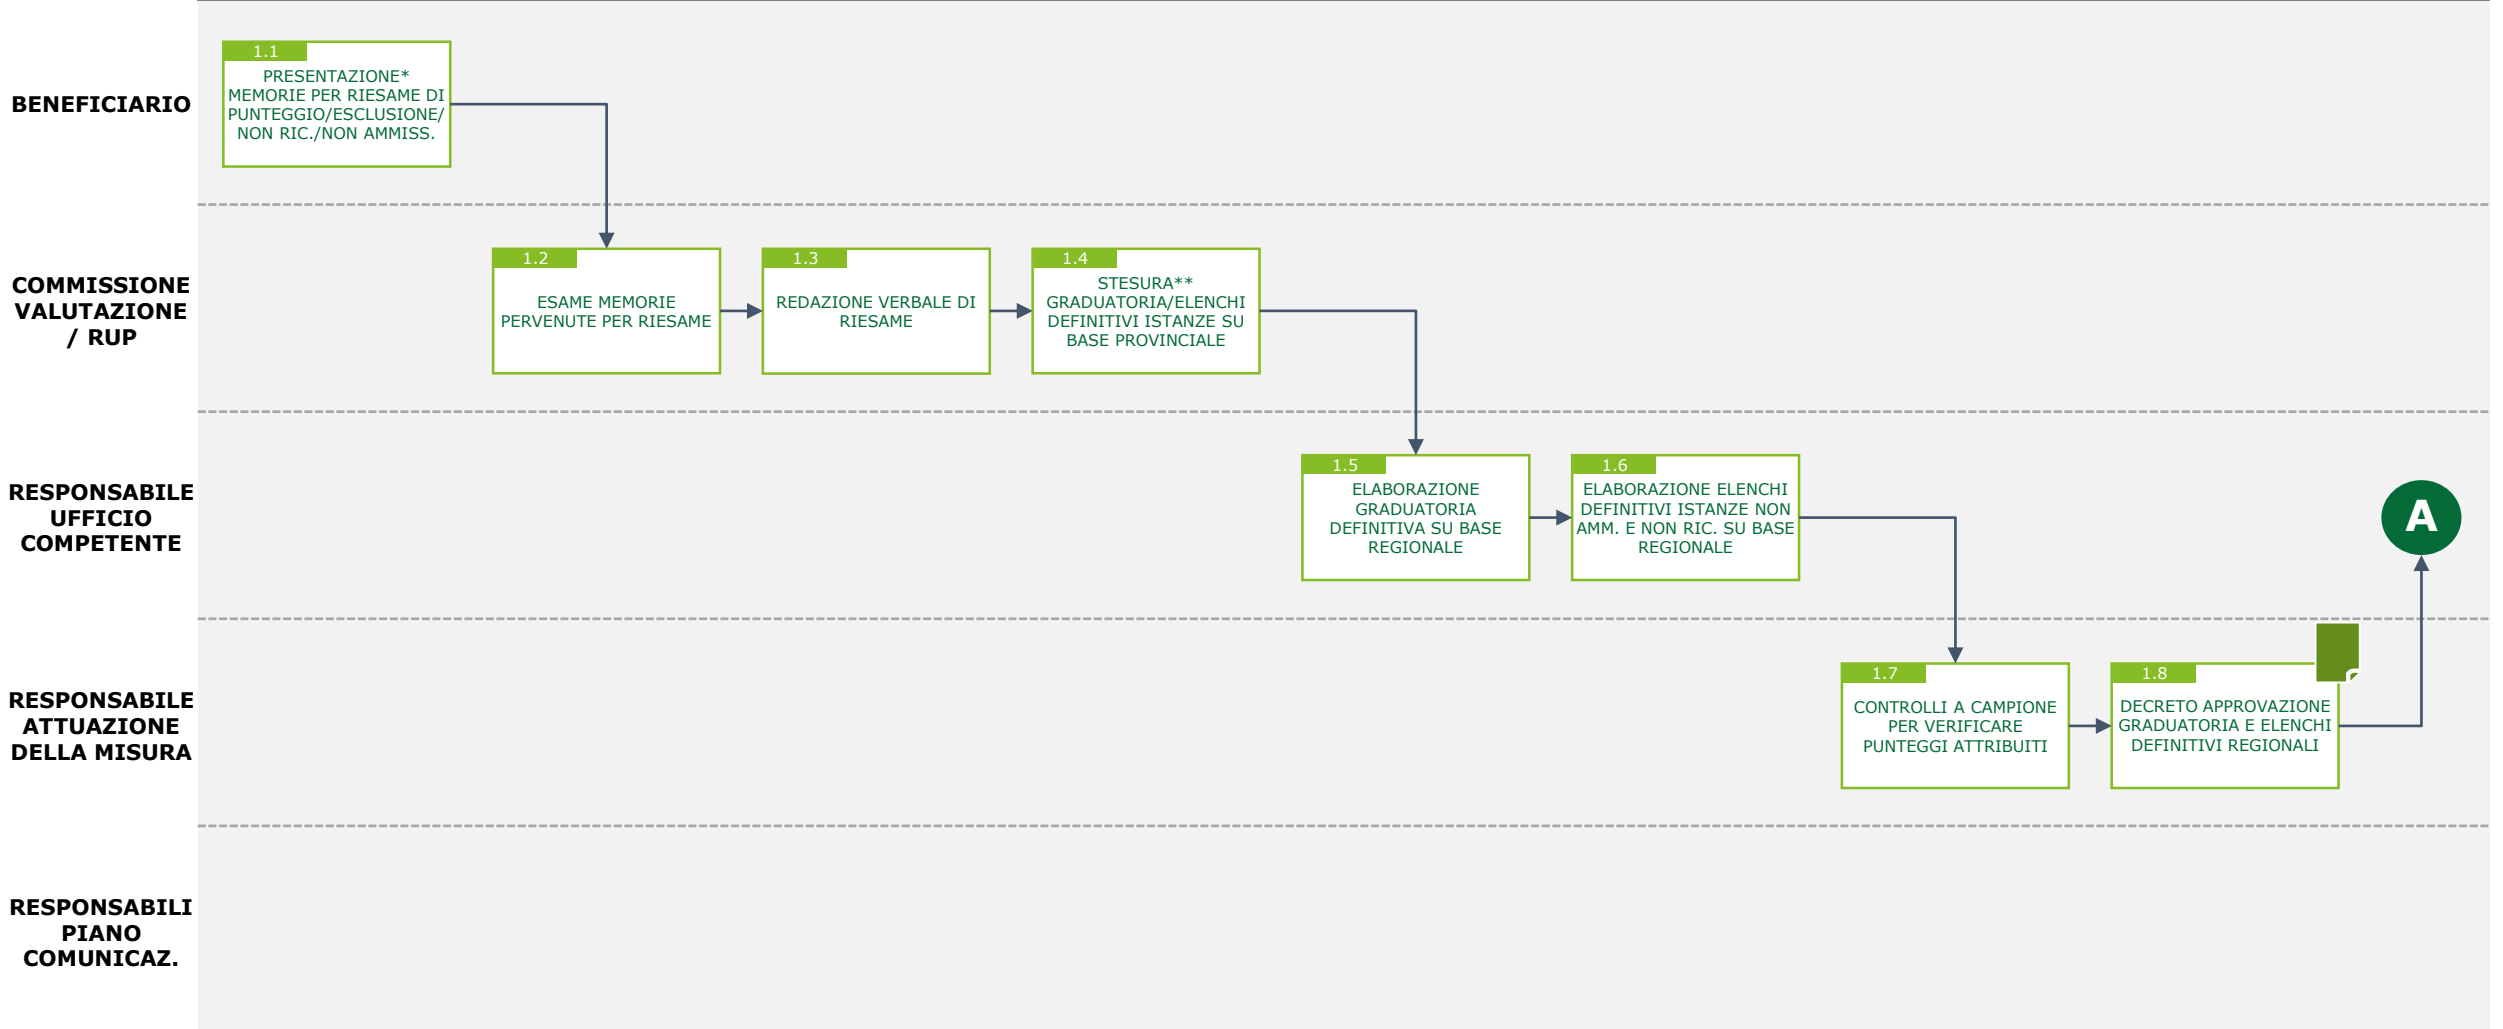 BENEFICIARIO
1.1
PRESENTAZIONE*
MEMORIE PER RIESAME DI
PUNTEGGIO/ESCLUSIONE/
NON RIC./NON AMMISS.
COMMISSIONE
VALUTAZIONE
/ RUP
1.2
ESAME MEMORIE
PERVENUTE PER RIESAME
1.3
REDAZIONE VERBALE DI
RIESAME
1.4
STESURA**
GRADUATORIA/ELENCHI
DEFINITIVI ISTANZE SU
BASE PROVINCIALE
RESPONSABILE
UFFICIO
COMPETENTE
1.5
ELABORAZIONE
GRADUATORIA
DEFINITIVA SU BASE
REGIONALE
1.6
ELABORAZIONE ELENCHI
DEFINITIVI ISTANZE NON
AMM. E NON RIC. SU BASE
REGIONALE
A
RESPONSABILE
ATTUAZIONE
DELLA MISURA
1.7
CONTROLLI A CAMPIONE
PER VERIFICARE
PUNTEGGI ATTRIBUITI
1.8
DECRETO APPROVAZIONE
GRADUATORIA E ELENCHI
DEFINITIVI REGIONALI
RESPONSABILI
PIANO
COMUNICAZ.